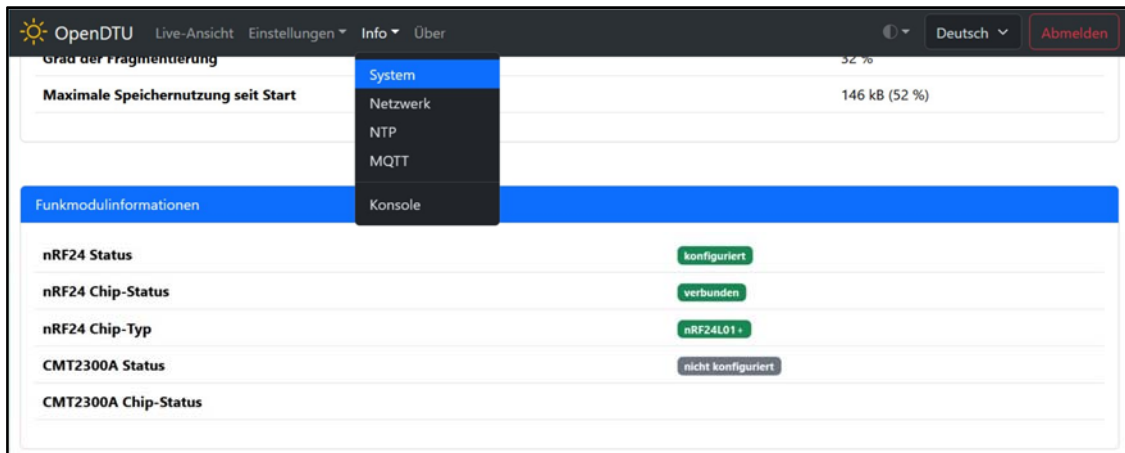 OpenDTU Live-Ansicht Einstellungen Info Über Deutsch Abmelden
System
Netzwerk
NTP
MQTT
Konsole
Grad der Fragmentierung 32 %
Maximale Speichernutzung seit Start 146 kB (52 %)
Funkmodulinformationen
nRF24 Status konfiguriert
nRF24 Chip-Status verbunden
nRF24 Chip-Typ nRF24L01+
CMT2300A Status nicht konfiguriert
CMT2300A Chip-Status